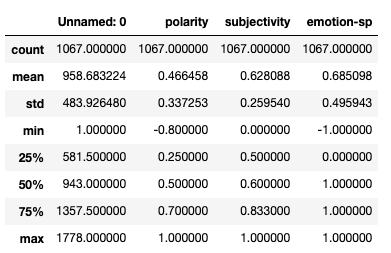 Unnamed: 0 polarity subjectivity emotion-sp
count 1067.000000 1067.000000 1067.000000 1067.000000
mean 958.683224 0.466458 0.628088 0.685098
std 483.926480 0.337253 0.259540 0.495943
min 1.000000 -0.800000 0.000000 -1.000000
25% 581.500000 0.250000 0.500000 0.000000
50% 943.000000 0.500000 0.600000 1.000000
75% 1357.500000 0.700000 0.833000 1.000000
max 1778.000000 1.000000 1.000000 1.000000